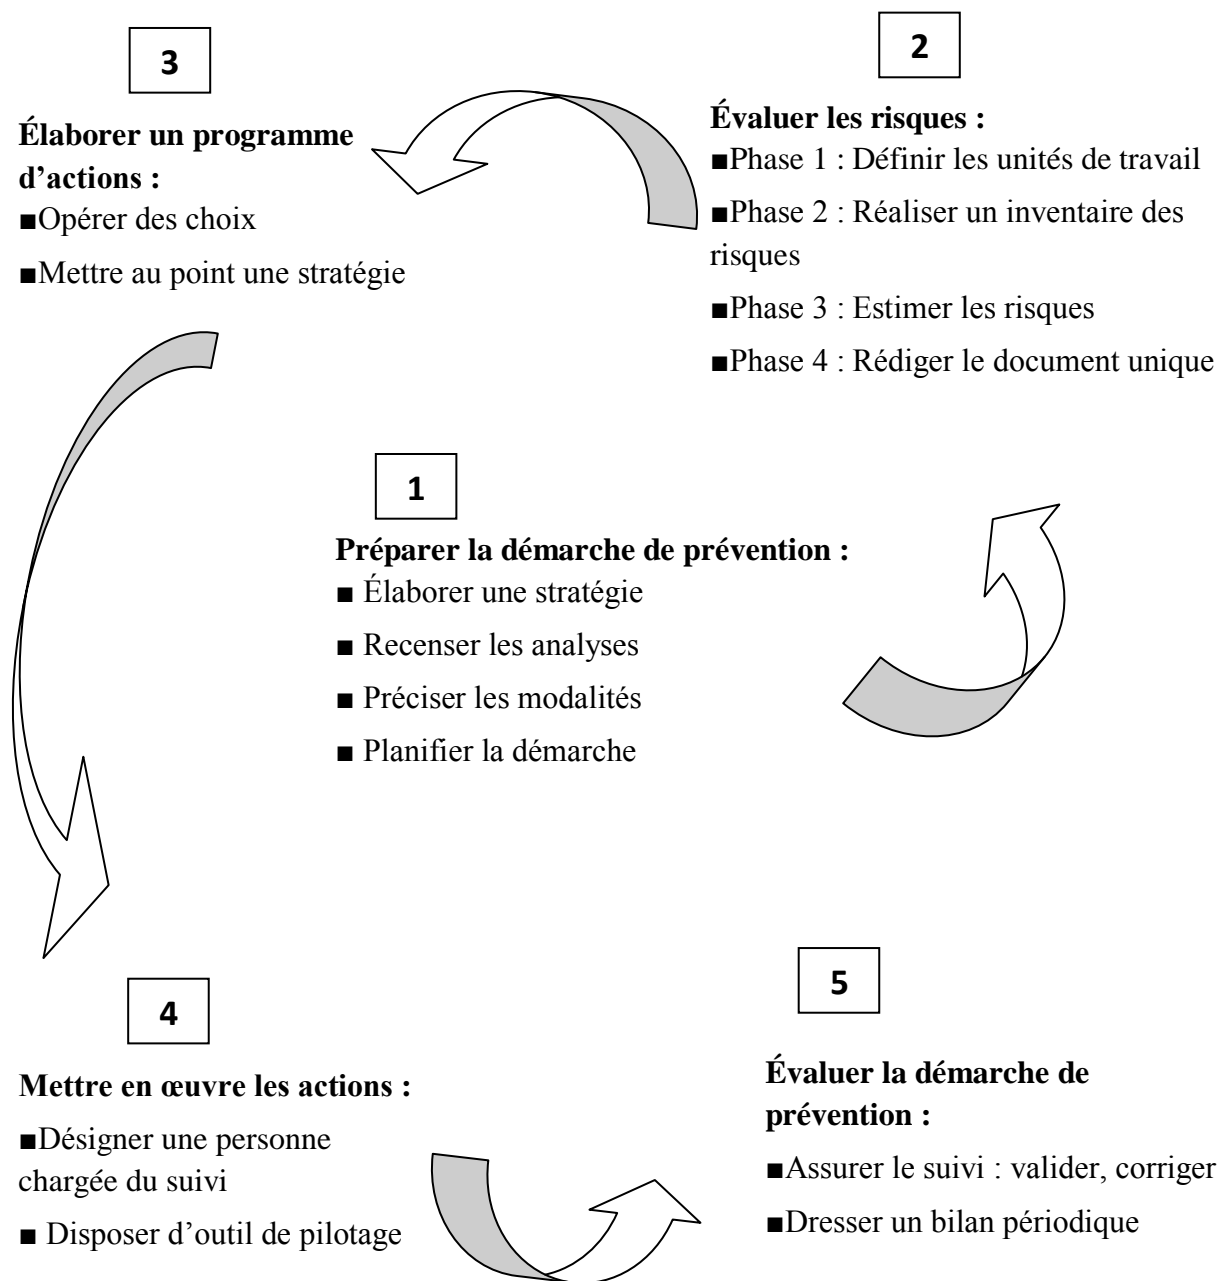 3
Élaborer un programme
d’actions :
■Opérer des choix
■Mettre au point une stratégie
2
Évaluer les risques :
■Phase 1 : Définir les unités de travail
■Phase 2 : Réaliser un inventaire des
risques
■Phase 3 : Estimer les risques
■Phase 4 : Rédiger le document unique
1
Préparer la démarche de prévention :
■ Élaborer une stratégie
■ Recenser les analyses
■ Préciser les modalités
■ Planifier la démarche
4
Mettre en œuvre les actions :
■Désigner une personne
chargée du suivi
■ Disposer d’outil de pilotage
5
Évaluer la démarche de
prévention :
■Assurer le suivi : valider, corriger
■Dresser un bilan périodique